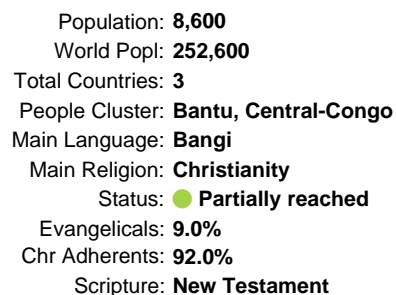 Population: 8,600
World Popl: 252,600
Total Countries: 3
People Cluster: Bantu, Central-Congo
Main Language: Bangi
Main Religion: Christianity
Status: Partially reached
Evangelicals: 9.0%
Chr Adherents: 92.0%
Scripture: New Testament